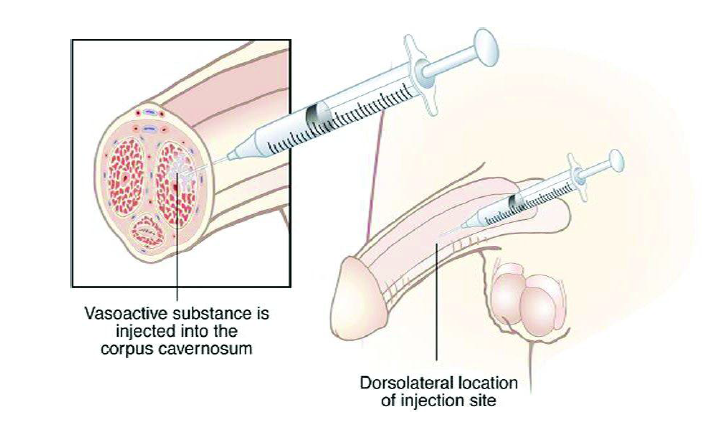 Vasoactive substance is
injected into the
corpus cavernosum
Dorsolateral location
of injection site